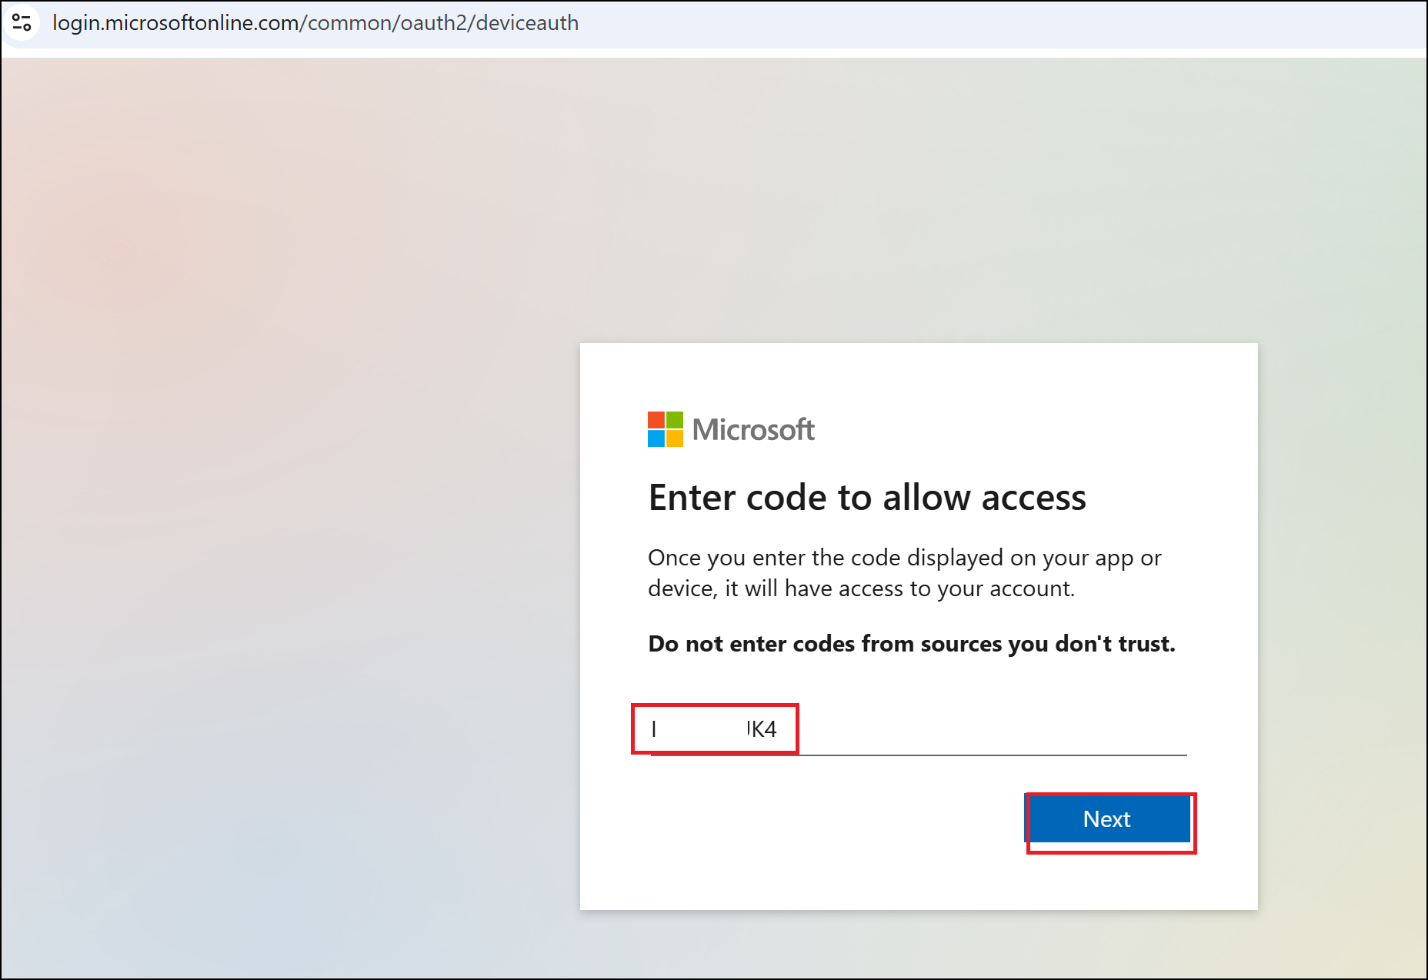 login.microsoftonline.com/common/oauth2/deviceauth
Microsoft
Enter code to allow access
Once you enter the code displayed on your app or
device, it will have access to your account.
Do not enter codes from sources you don't trust.
K4
Next